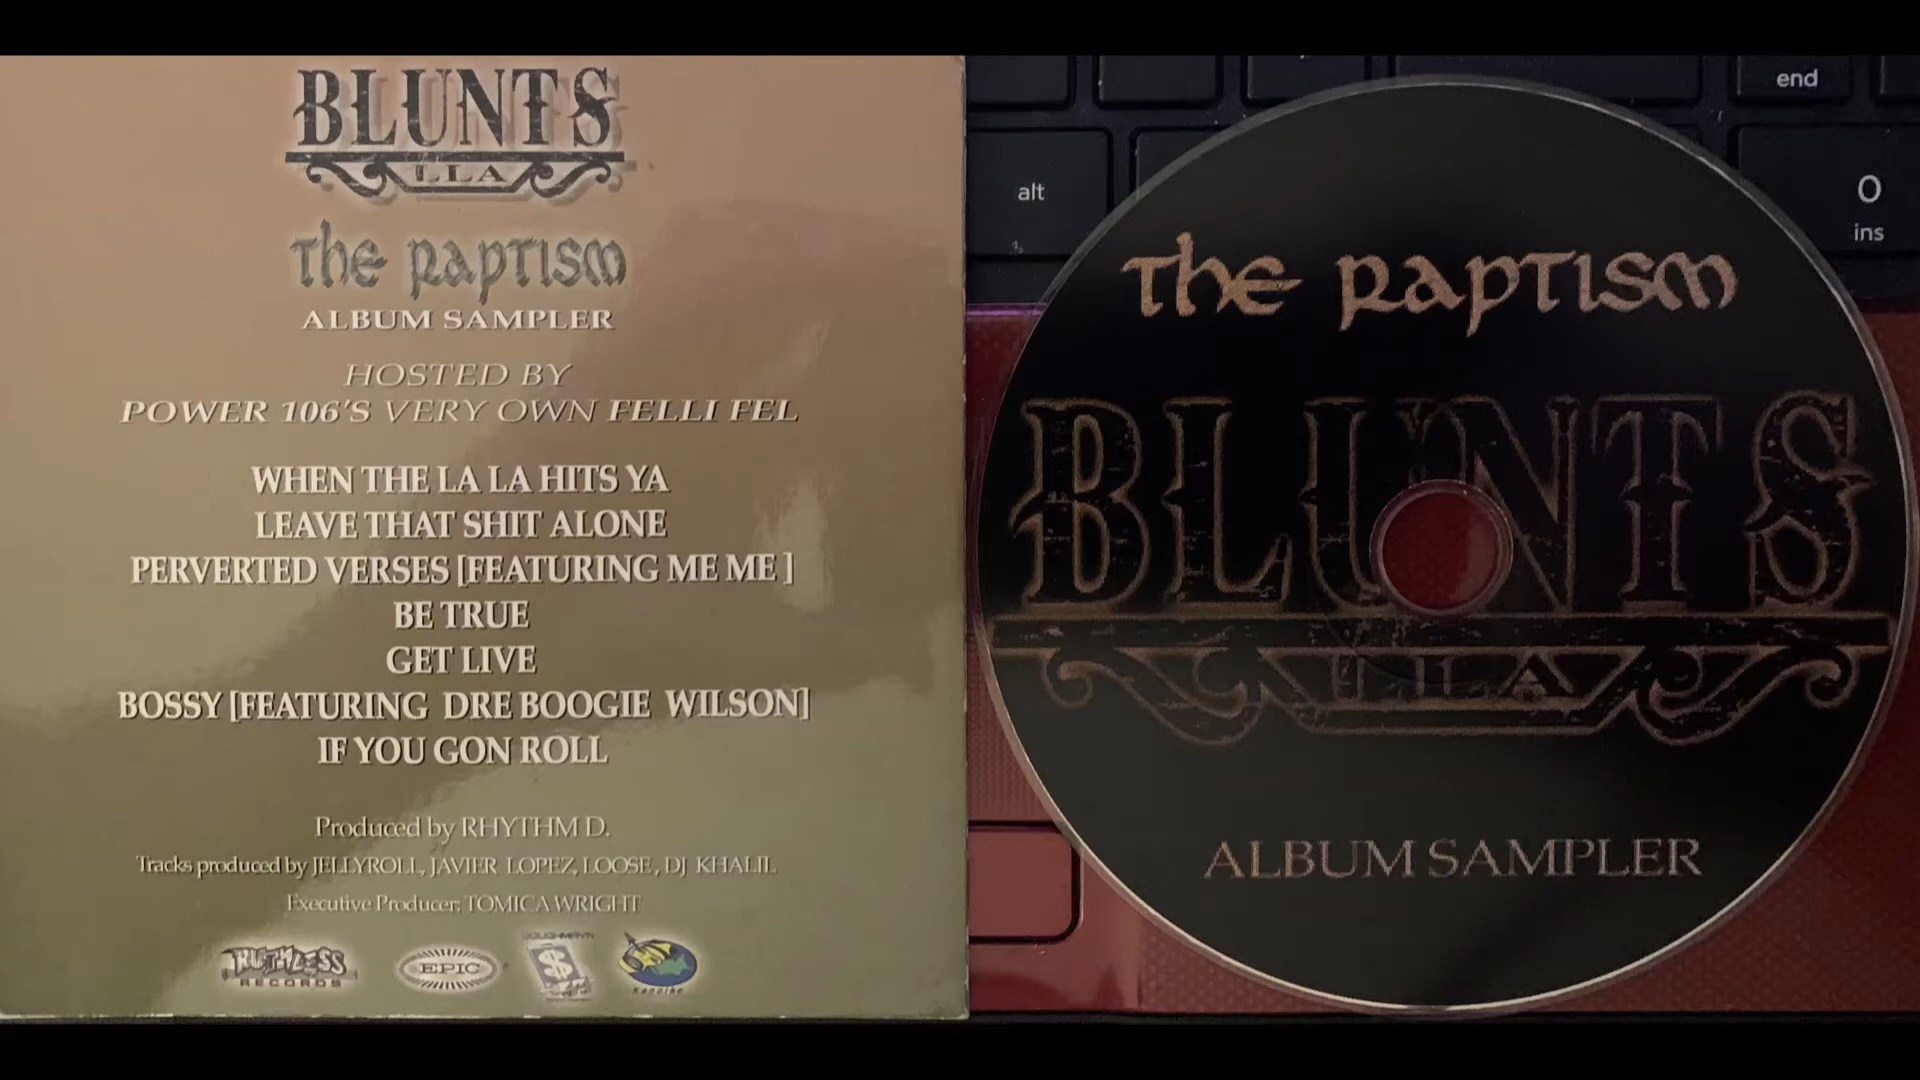 BLUNTS
LLA
The Raptism
ALBUM SAMPLER
HOSTED BY
POWER 106'S VERY OWN FELLI FEL
WHEN THE LA LA HITS YA
LEAVE THAT SHIT ALONE
PERVERTED VERSES [FEATURING ME ME ]
BE TRUE
GET LIVE
BOSSY [FEATURING DRE BOOGIE WILSON]
IF YOU GON ROLL
Produced by RHYTHM D.
Tracks produced by JELLYROLL, JAVIER LOPEZ, LOOSE, DJ KHALIL
Executive Producer: TOMICA WRIGHT
RUTHLESS
RECORDS
EPIC
end
alt
0
ins
The Raptism
BLUNTS
LLA
ALBUM SAMPLER